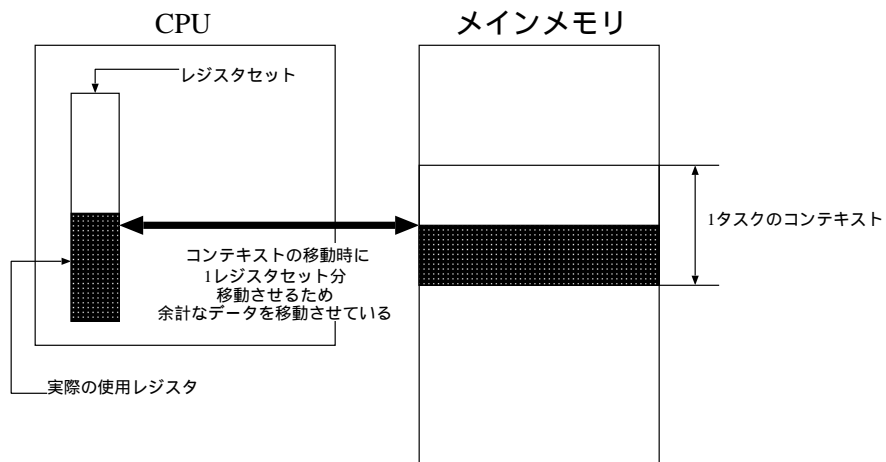 CPU
メインメモリ
レジスタセット
1タスクのコンテキスト
コンテキストの移動時に
1レジスタセット分
移動させるため
余計なデータを移動させている
実際の使用レジスタ